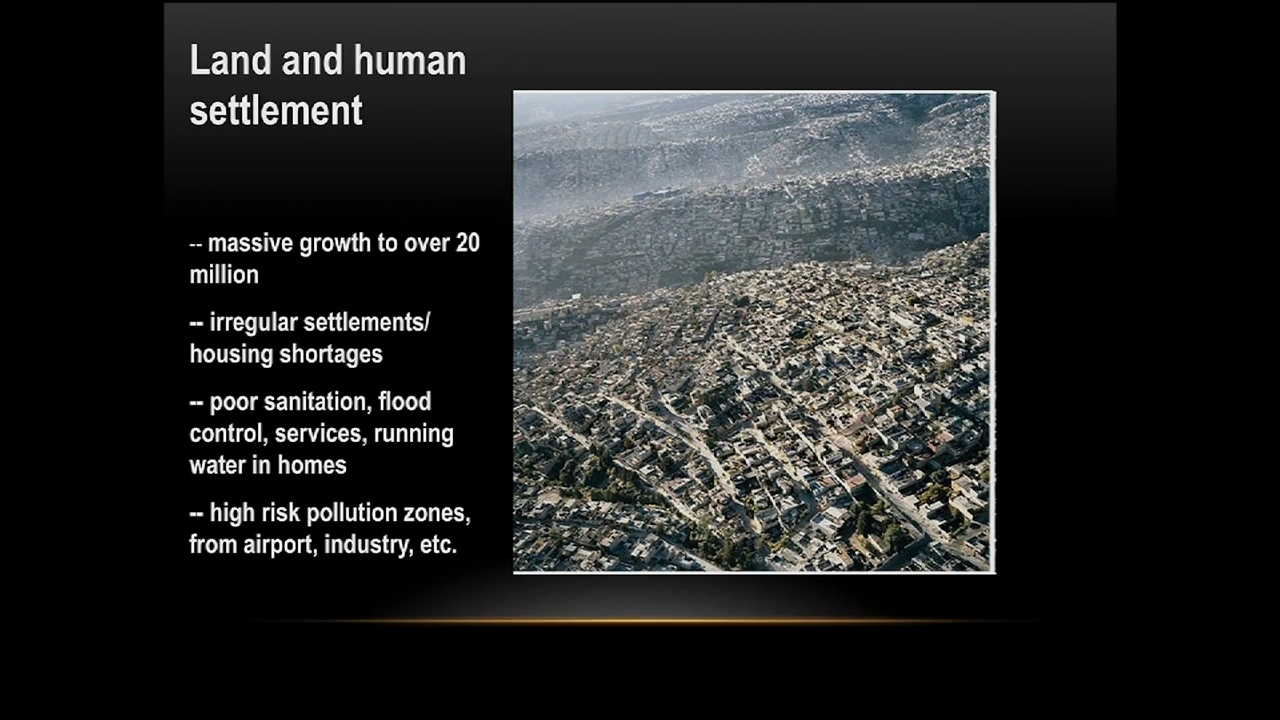 Land and human
settlement
-- massive growth to over 20
million
-- irregular settlements/
housing shortages
-- poor sanitation, flood
control, services, running
water in homes
-- high risk pollution zones,
from airport, industry, etc.